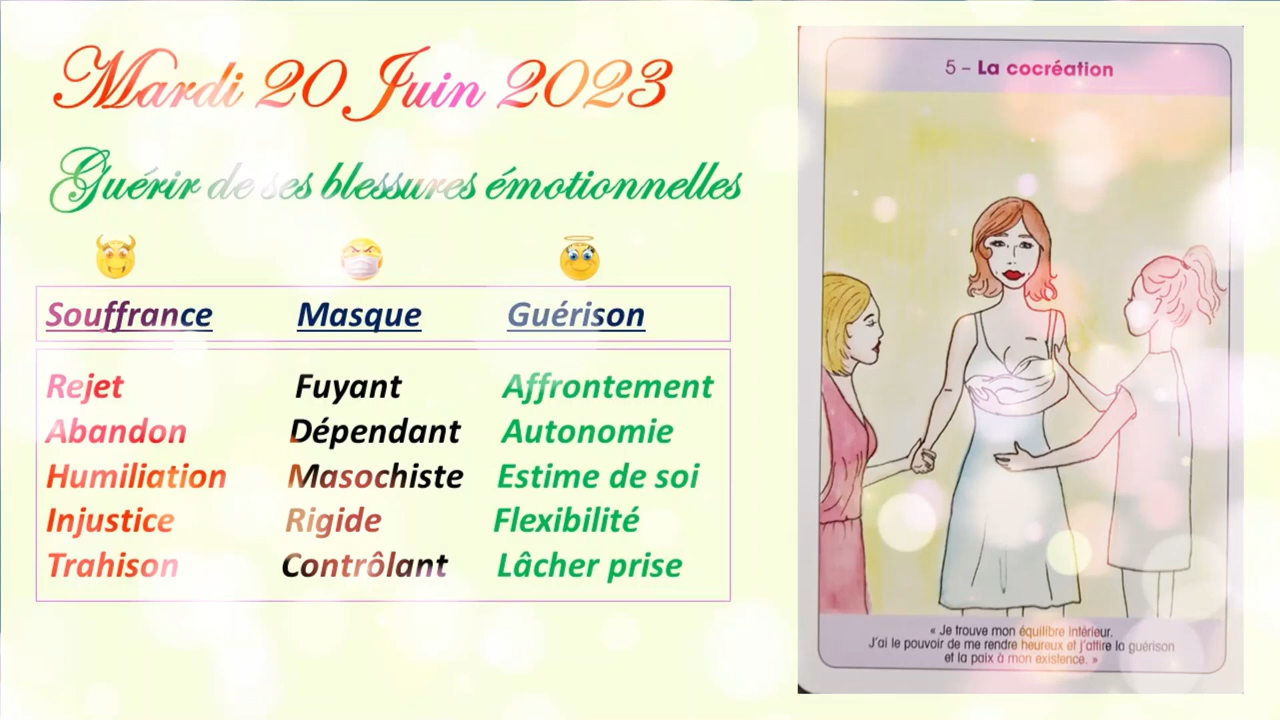 Mardi 20 Juin 2023
Guérir de ses blessures émotionnelles
Souffrance Masque Guérison
Rejet Fuyant Affrontement
Abandon Dépendant Autonomie
Humiliation Masochiste Estime de soi
Injustice Rigide Flexibilité
Trahison Contrôlant Lâcher prise
5 – La cocréation
« Je trouve mon équilibre intérieur.
J'ai le pouvoir de me rendre heureux et j'attire la guérison
et la paix à mon existence. »